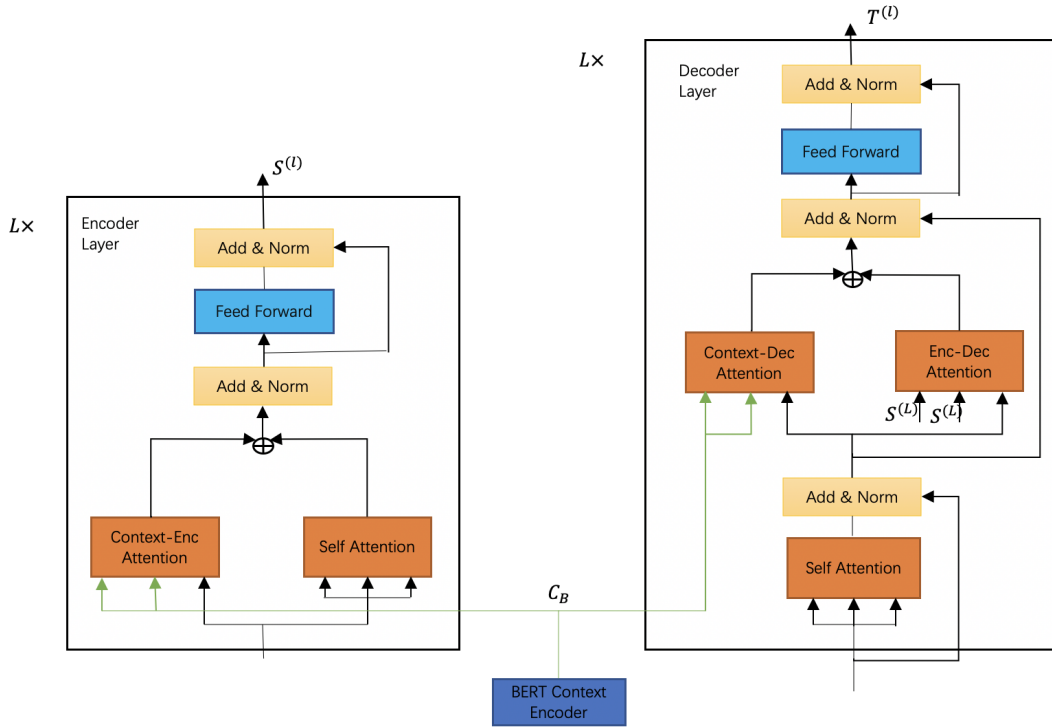 S^{(l)}
L×
Encoder
Layer
Add & Norm
Feed Forward
Add & Norm
Context-Enc
Attention
Self Attention
C_B
BERT Context
Encoder
T^{(l)}
L×
Decoder
Layer
Add & Norm
Feed Forward
Add & Norm
Context-Dec
Attention
Enc-Dec
Attention
S^{(L)} S^{(L)}
Add & Norm
Self Attention